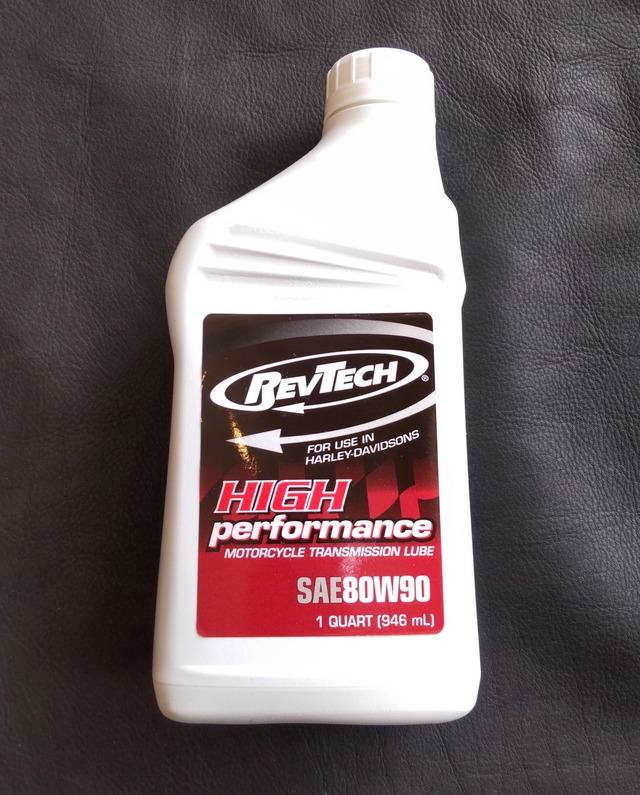 REVTECH®
FOR USE IN
HARLEY-DAVIDSONS
HIGH
performance
MOTORCYCLE TRANSMISSION LUBE
SAE80W90
1 QUART (946 mL)